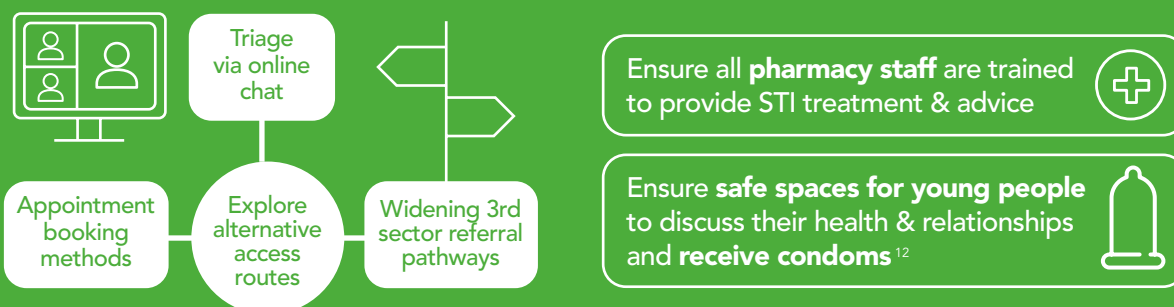 Triage
via online
chat
Appointment
booking
methods
Explore
alternative
access
routes
Widening 3rd
sector referral
pathways
Ensure all pharmacy staff are trained
to provide STI treatment & advice
Ensure safe spaces for young people
to discuss their health & relationships
and receive condoms 12